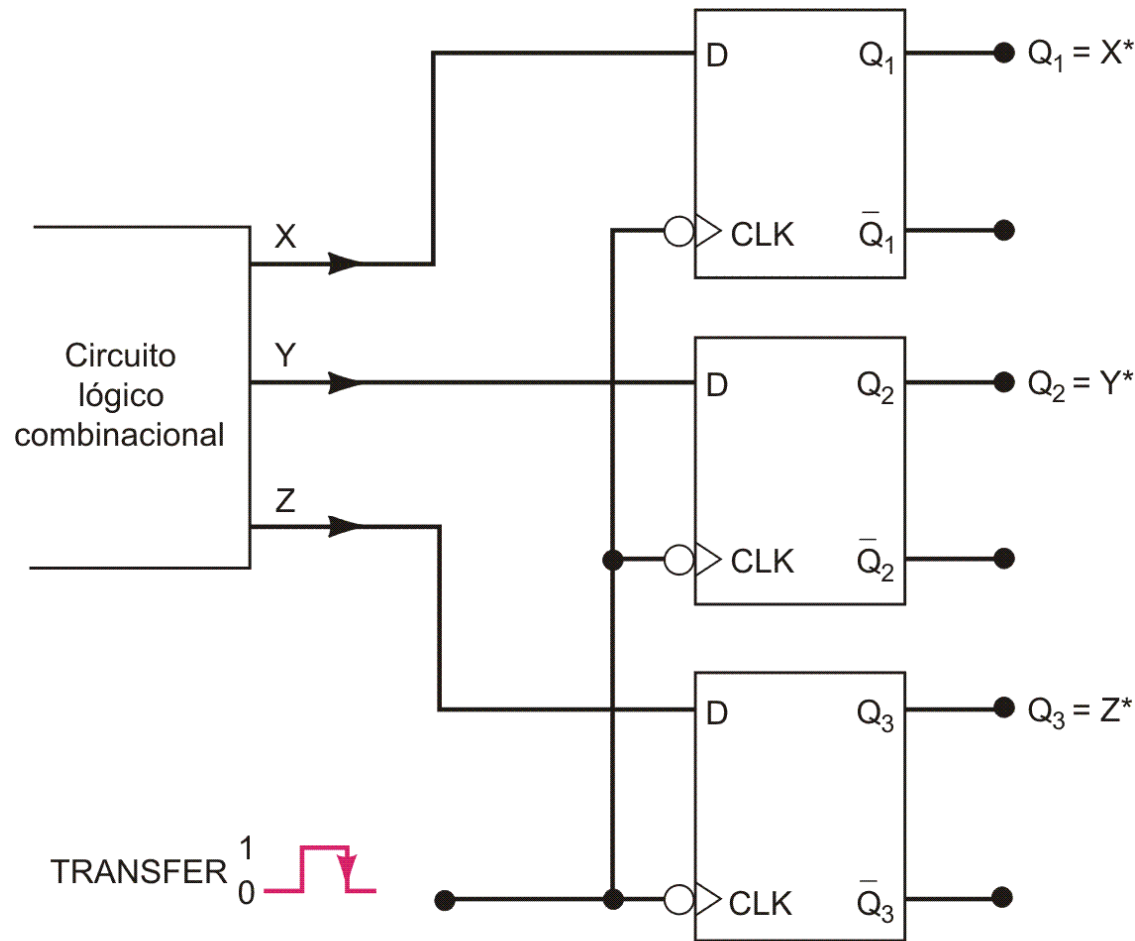 D
Q₁
Q₁ = X*
X
CLK
Q̅₁
Circuito
lógico
combinacional
Y
D
Q₂
Q₂ = Y*
Z
CLK
Q̅₂
D
Q₃
Q₃ = Z*
TRANSFER
1
0
CLK
Q̅₃